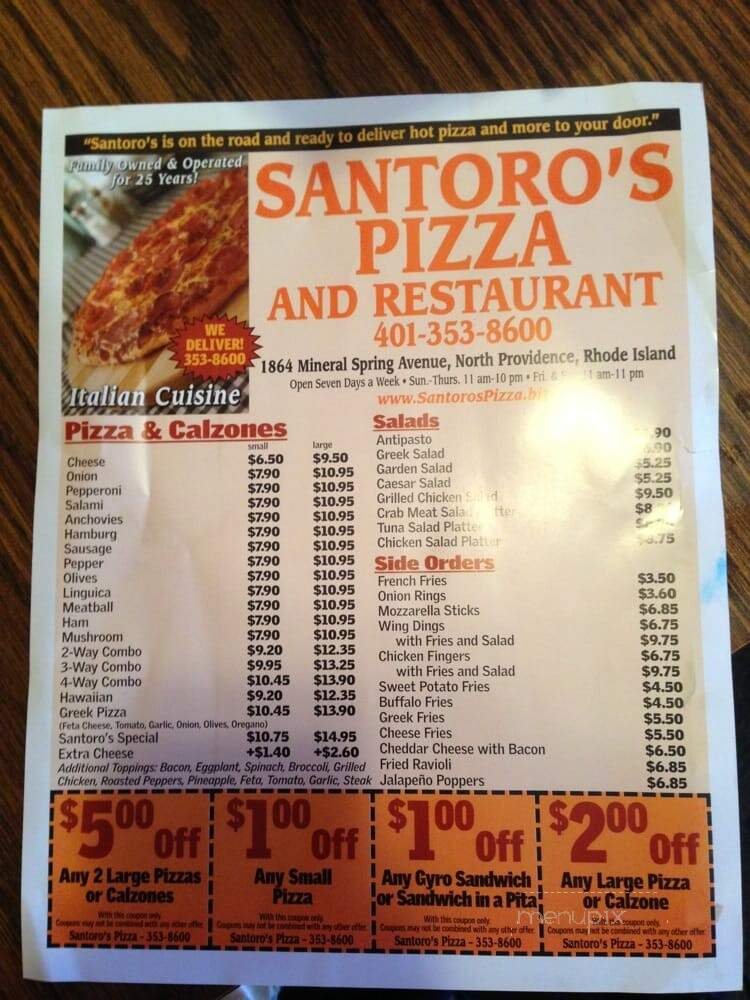 "Santoro's is on the road and ready to deliver hot pizza and more to your door."
Family Owned & Operated
for 25 Years!
SANTORO'S
PIZZA
AND RESTAURANT
401-353-8600
WE
DELIVER!
353-8600
1864 Mineral Spring Avenue, North Providence, Rhode Island
Open Seven Days a Week • Sun.-Thurs. 11 am-10 pm • Fri. & 11 am-11 pm
Italian Cuisine
www.SantorosPizza.bi
Pizza & Calzones
small large
Cheese $6.50 $9.50
Onion $7.90 $10.95
Pepperoni $7.90 $10.95
Salami $7.90 $10.95
Anchovies $7.90 $10.95
Hamburg $7.90 $10.95
Sausage $7.90 $10.95
Pepper $7.90 $10.95
Olives $7.90 $10.95
Linguica $7.90 $10.95
Meatball $7.90 $10.95
Ham $7.90 $10.95
Mushroom $7.90 $10.95
2-Way Combo $9.20 $12.35
3-Way Combo $9.95 $13.25
4-Way Combo $10.45 $13.90
Hawaiian $9.20 $12.35
Greek Pizza $10.45 $13.90
(Feta Cheese, Tomato, Garlic, Onion, Olives, Oregano)
Santoro's Special $10.75 $14.95
Extra Cheese +$1.40 +$2.60
Additional Toppings: Bacon, Eggplant, Spinach, Broccoli, Grilled
Chicken, Roasted Peppers, Pineapple, Feta, Tomato, Garlic, Steak
Salads
Antipasto .90
Greek Salad .90
Garden Salad $5.25
Caesar Salad $5.25
Grilled Chicken $9.50
Crab Meat Salad $8
Tuna Salad Platter
Chicken Salad Platter .75
Side Orders
French Fries $3.50
Onion Rings $3.60
Mozzarella Sticks $6.85
Wing Dings $6.75
with Fries and Salad $9.75
Chicken Fingers $6.75
with Fries and Salad $9.75
Sweet Potato Fries $4.50
Buffalo Fries $4.50
Greek Fries $5.50
Cheese Fries $5.50
Cheddar Cheese with Bacon $6.50
Fried Ravioli $6.85
Jalapeño Poppers $6.85
$5.00 Off
Any 2 Large Pizzas
or Calzones
With this coupon only.
Coupons may not be combined with any other offer.
Santoro's Pizza - 353-8600
$1.00 Off
Any Small
Pizza
With this coupon only.
Coupons may not be combined with any other offer.
Santoro's Pizza - 353-8600
$1.00 Off
Any Gyro Sandwich
or Sandwich in a Pita
With this coupon only.
Coupons may not be combined with any other offer.
Santoro's Pizza - 353-8600
$2.00 Off
Any Large Pizza
or Calzone
With this coupon only.
Coupons may not be combined with any other offer.
Santoro's Pizza - 353-8600
menupix